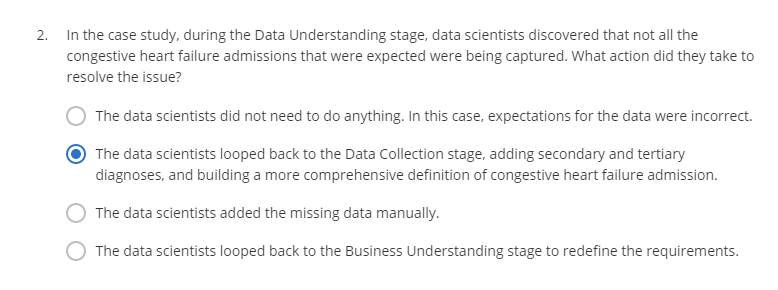 2. In the case study, during the Data Understanding stage, data scientists discovered that not all the
congestive heart failure admissions that were expected were being captured. What action did they take to
resolve the issue?
The data scientists did not need to do anything. In this case, expectations for the data were incorrect.
The data scientists looped back to the Data Collection stage, adding secondary and tertiary
diagnoses, and building a more comprehensive definition of congestive heart failure admission.
The data scientists added the missing data manually.
The data scientists looped back to the Business Understanding stage to redefine the requirements.